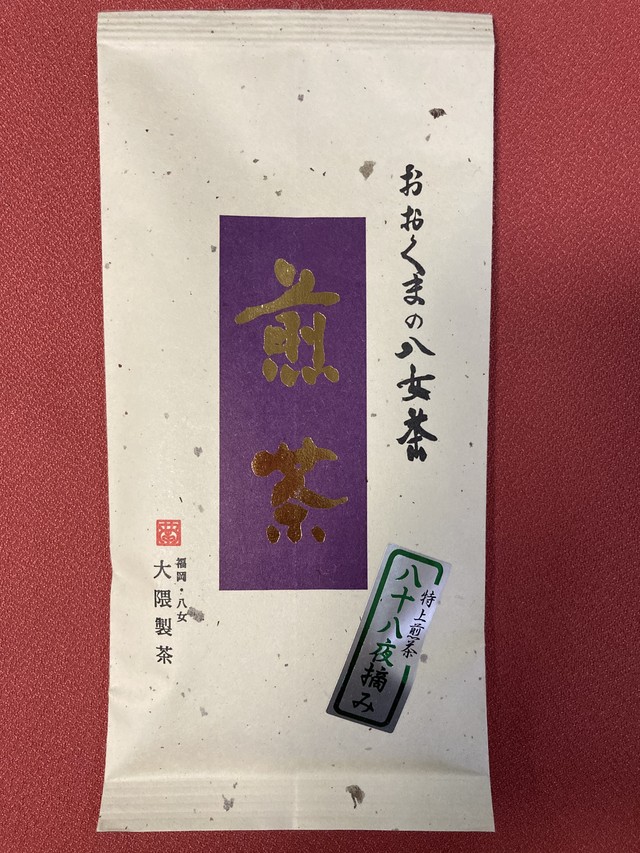 おおくまの八女茶
煎茶
特上煎茶
八十八夜摘み
福岡・八女
大隈製茶